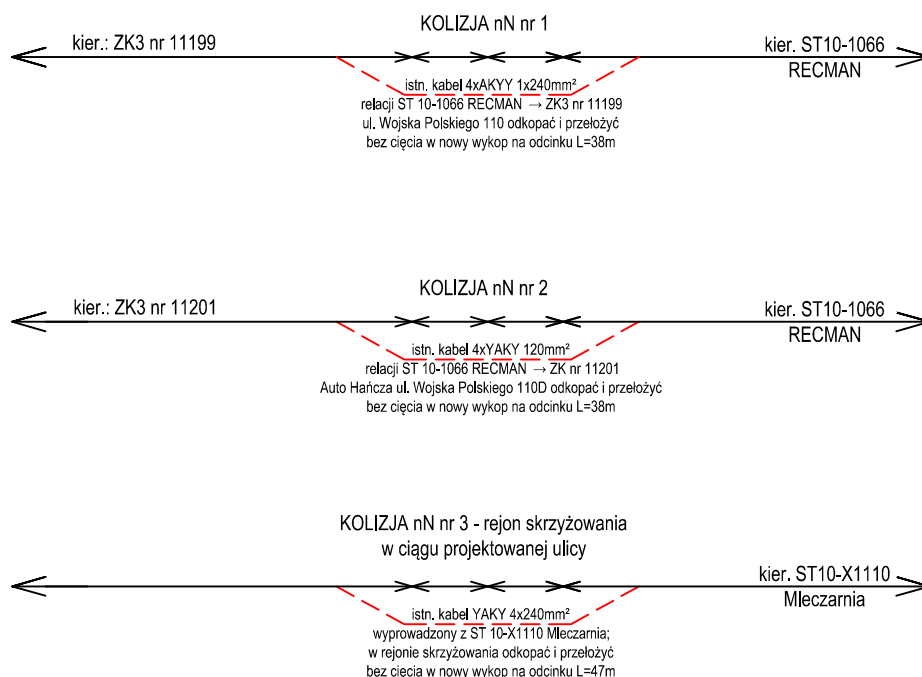 KOLIZJA nN nr 1
kier.: ZK3 nr 11199
kier. ST10-1066
RECMAN
istn. kabel 4xAKYY 1x240mm²
relacji ST 10-1066 RECMAN → ZK3 nr 11199
ul. Wojska Polskiego 110 odkopać i przełożyć
bez cięcia w nowy wykop na odcinku L=38m
KOLIZJA nN nr 2
kier.: ZK3 nr 11201
kier. ST10-1066
RECMAN
istn. kabel 4xYAKY 120mm²
relacji ST 10-1066 RECMAN → ZK nr 11201
Auto Hańcza ul. Wojska Polskiego 110D odkopać i przełożyć
bez cięcia w nowy wykop na odcinku L=38m
KOLIZJA nN nr 3 - rejon skrzyżowania
w ciągu projektowanej ulicy
kier. ST10-X1110
Mleczarnia
istn. kabel YAKY 4x240mm²
wyprowadzony z ST 10-X1110 Mleczarnia;
w rejonie skrzyżowania odkopać i przełożyć
bez cięcia w nowy wykop na odcinku L=47m